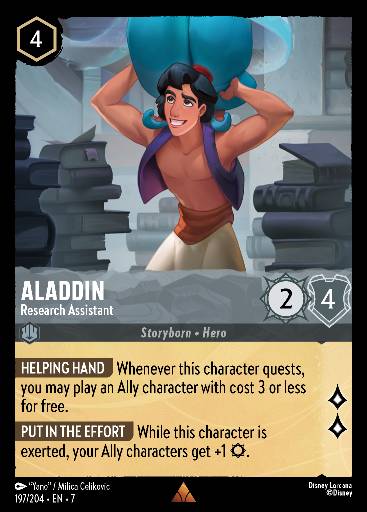 4
ALADDIN
Research Assistant
2
4
Storyborn • Hero
HELPING HAND Whenever this character quests,
you may play an Ally character with cost 3 or less
for free.
PUT IN THE EFFORT While this character is
exerted, your Ally characters get +1 .
"Yano" / Milica Celikovic
197/204 • EN • 7
Disney Lorcana
©Disney